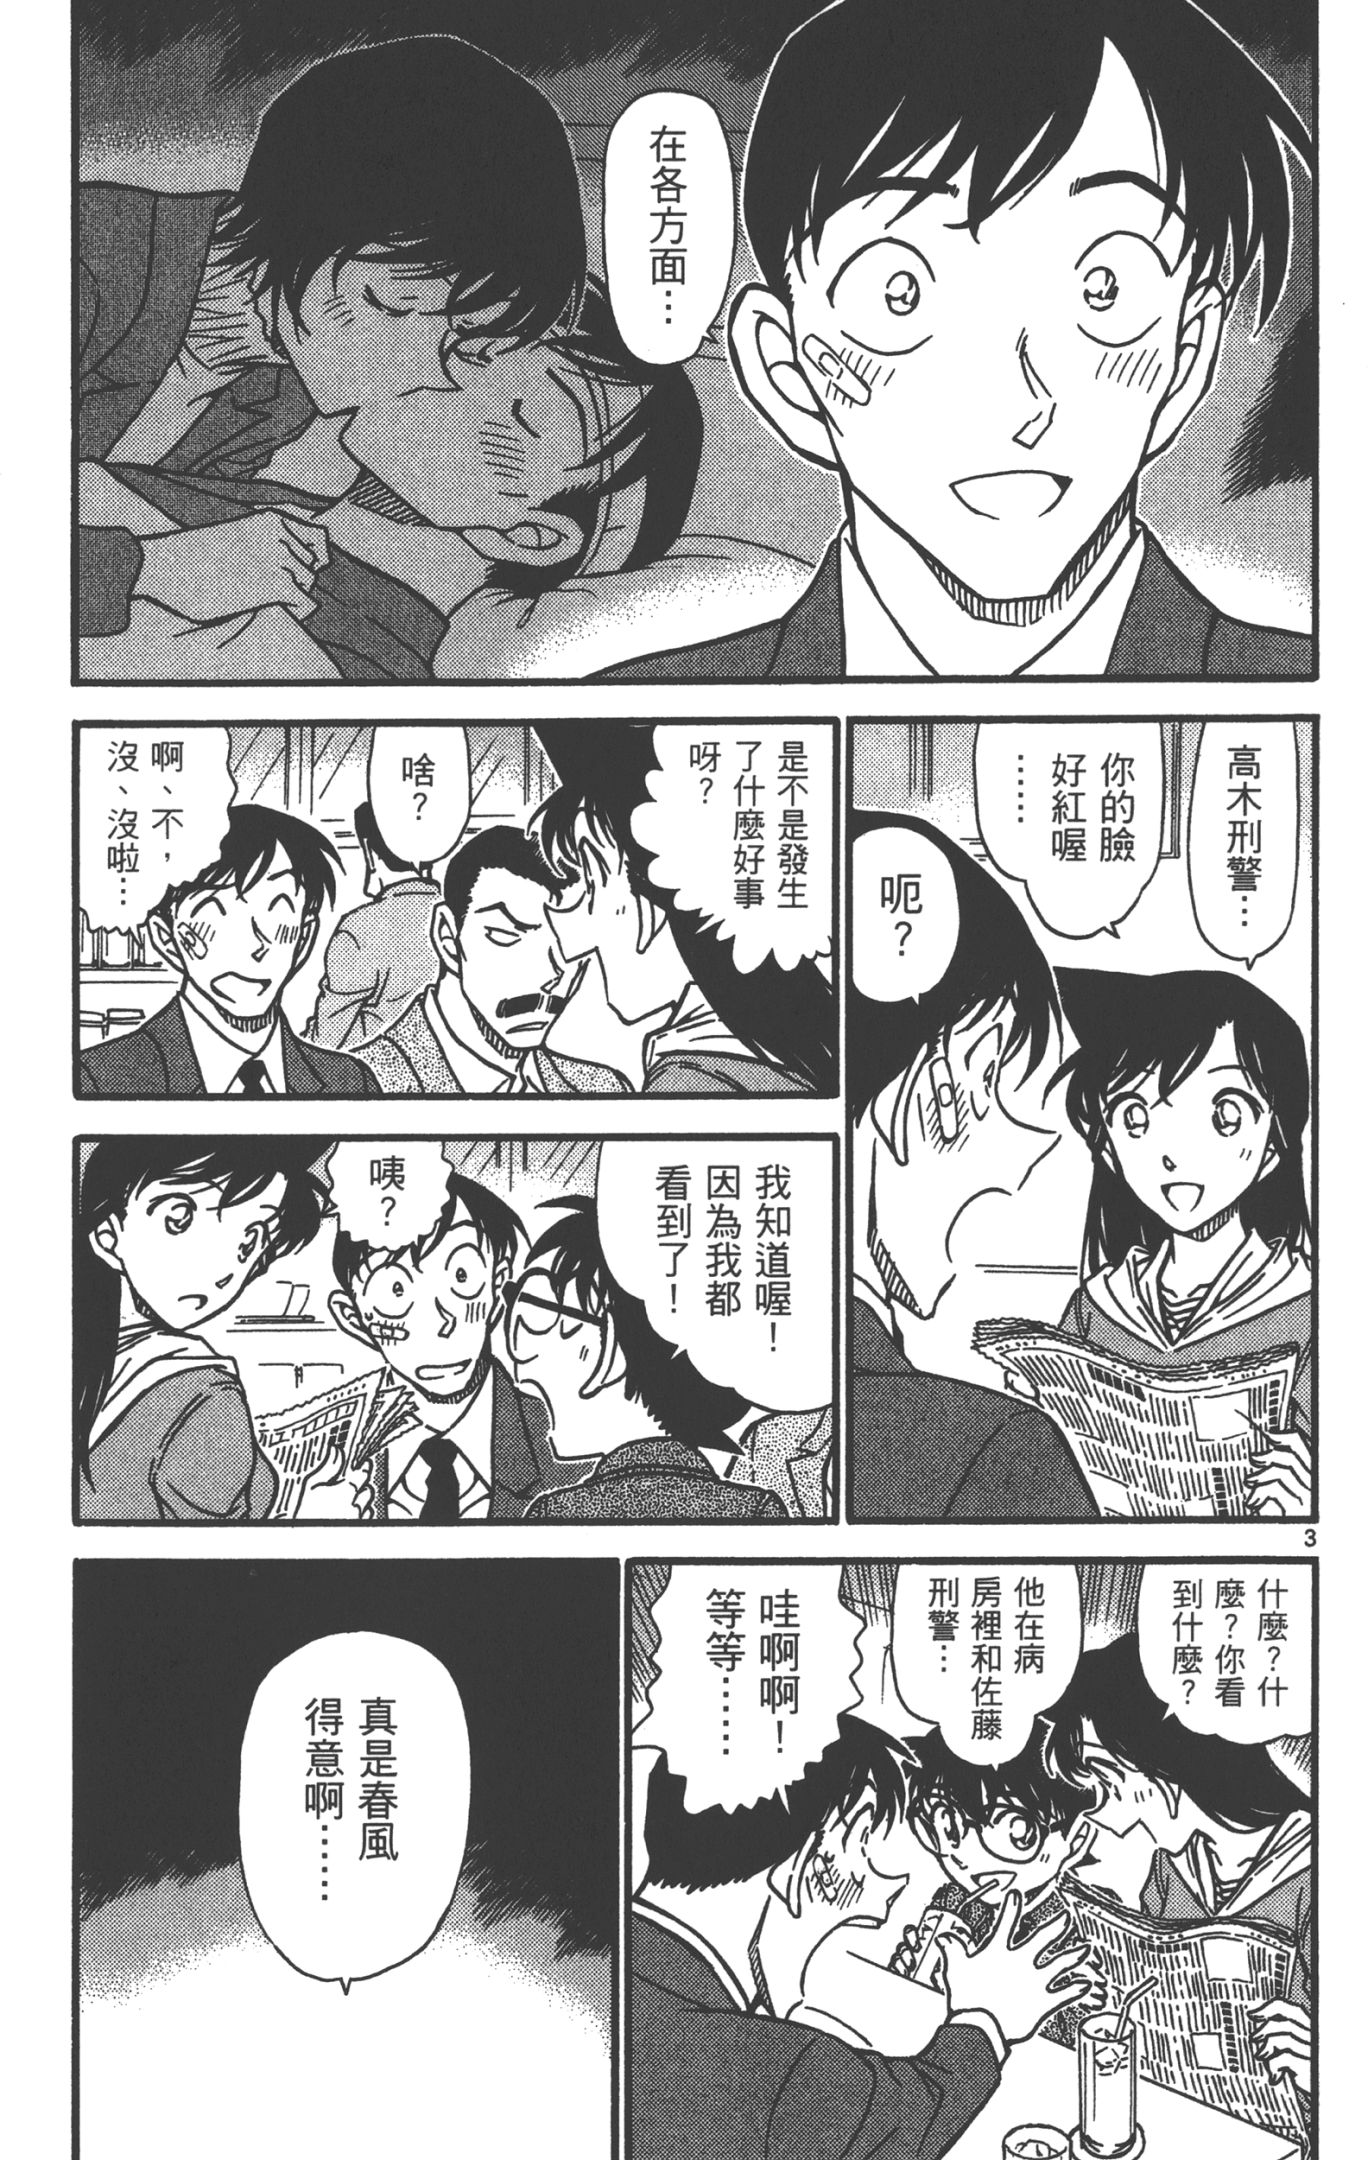 在各方面…
高木刑警…
你的臉
好紅喔
……
呃？
是不是發生
了什麼好事
呀？
啥？
啊、不，
沒、沒啦…
我知道喔！
因為我都
看到了！
咦？
3
什麼？什
麼？你看
到什麼？
他在病
房裡和佐藤
刑警…
哇啊啊！
等等……
真是春風
得意啊……